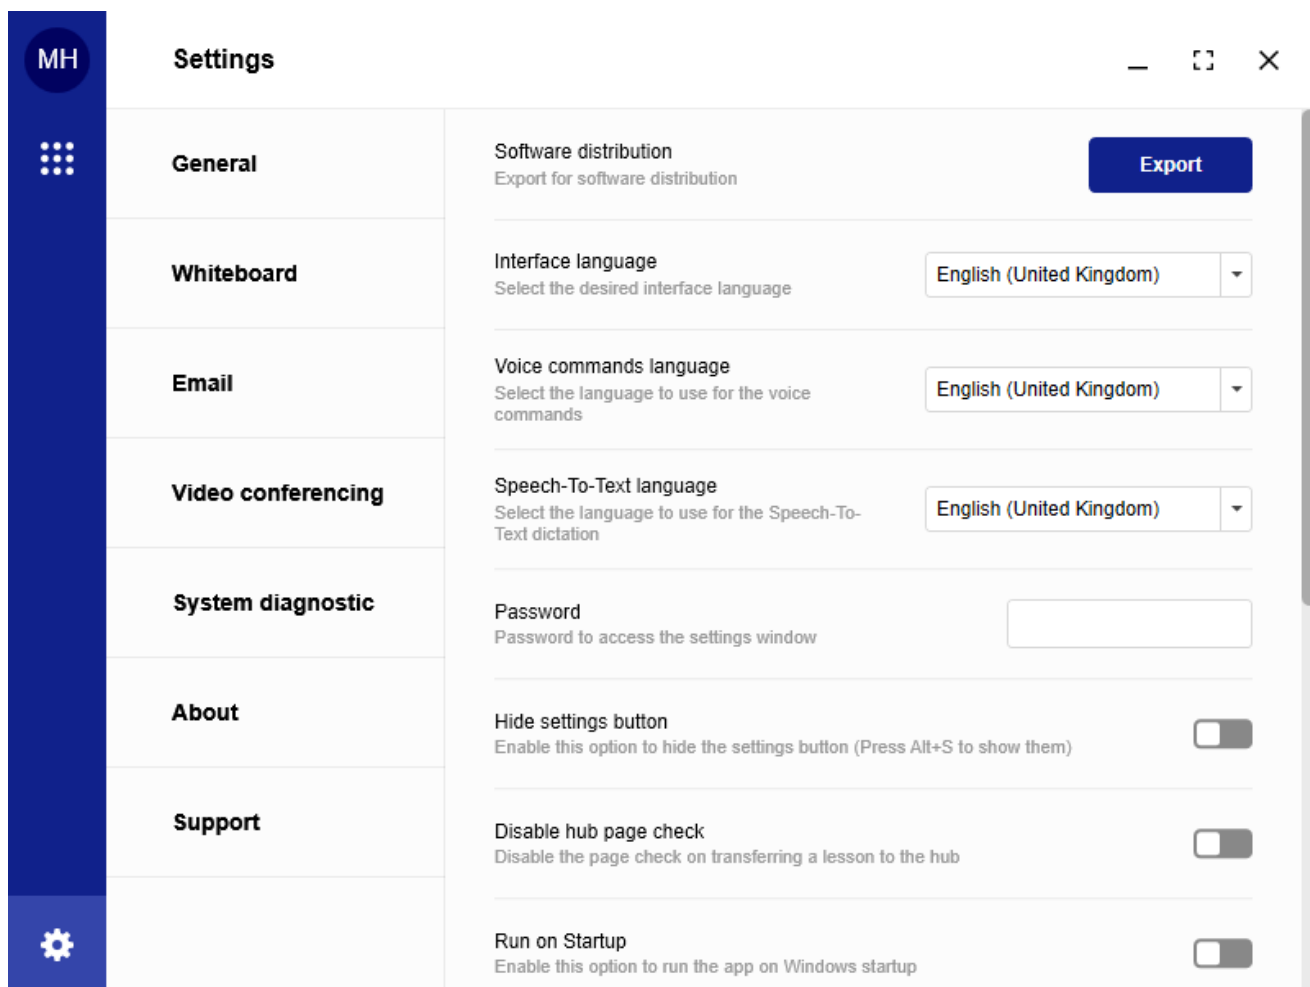 MH
Settings
General
Whiteboard
Email
Video conferencing
System diagnostic
About
Support
Software distribution
Export for software distribution
Export
Interface language
Select the desired interface language
English (United Kingdom)
Voice commands language
Select the language to use for the voice
commands
English (United Kingdom)
Speech-To-Text language
Select the language to use for the Speech-To-
Text dictation
English (United Kingdom)
Password
Password to access the settings window
Hide settings button
Enable this option to hide the settings button (Press Alt+S to show them)
Disable hub page check
Disable the page check on transferring a lesson to the hub
Run on Startup
Enable this option to run the app on Windows startup